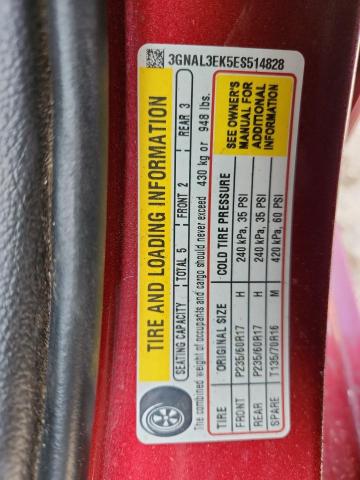 3GNAL3EK5ES514828
TIRE AND LOADING INFORMATION
SEATING CAPACITY TOTAL 5 FRONT 2 REAR 3
The combined weight of occupants and cargo should never exceed 430 kg or 948 lbs.
TIRE ORIGINAL SIZE COLD TIRE PRESSURE
FRONT P235/60R17 H 240 kPa, 35 PSI
REAR P235/60R17 H 240 kPa, 35 PSI
SPARE T135/70R16 M 420 kPa, 60 PSI
SEE OWNER'S
MANUAL FOR
ADDITIONAL
INFORMATION